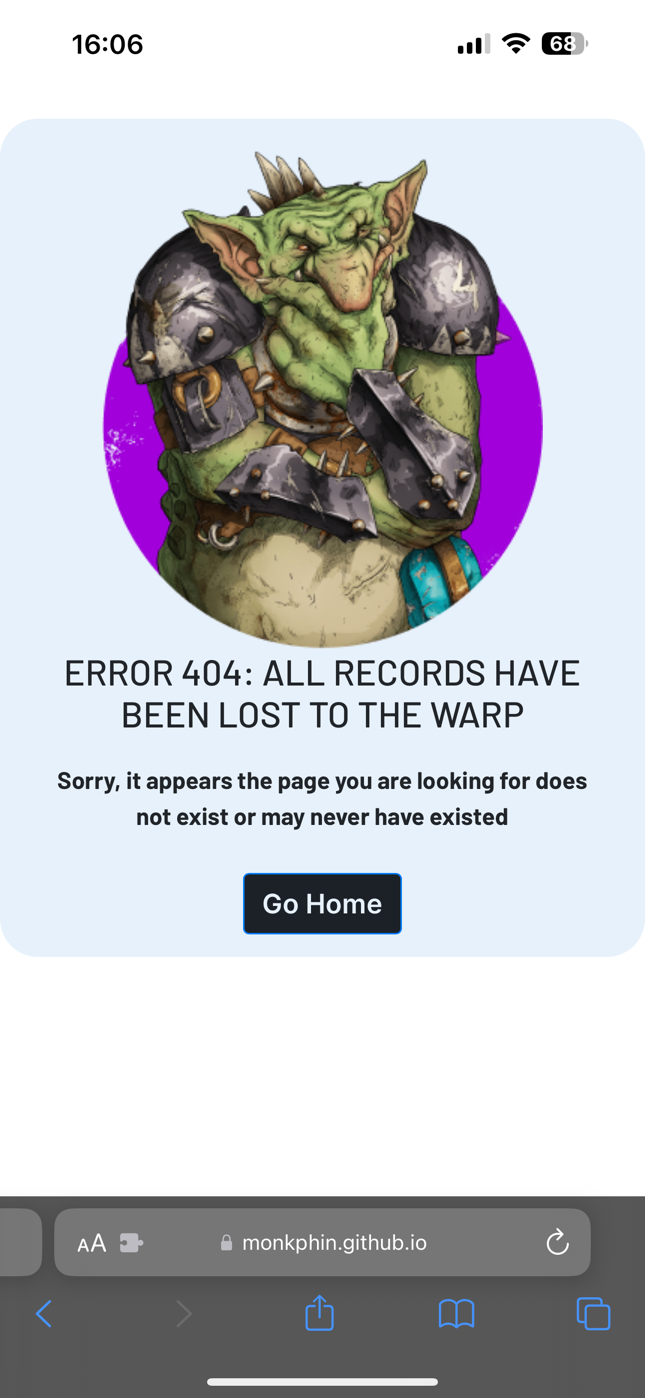 16:06
68
4
ERROR 404: ALL RECORDS HAVE
BEEN LOST TO THE WARP
Sorry, it appears the page you are looking for does
not exist or may never have existed
Go Home
AA
monkphin.github.io